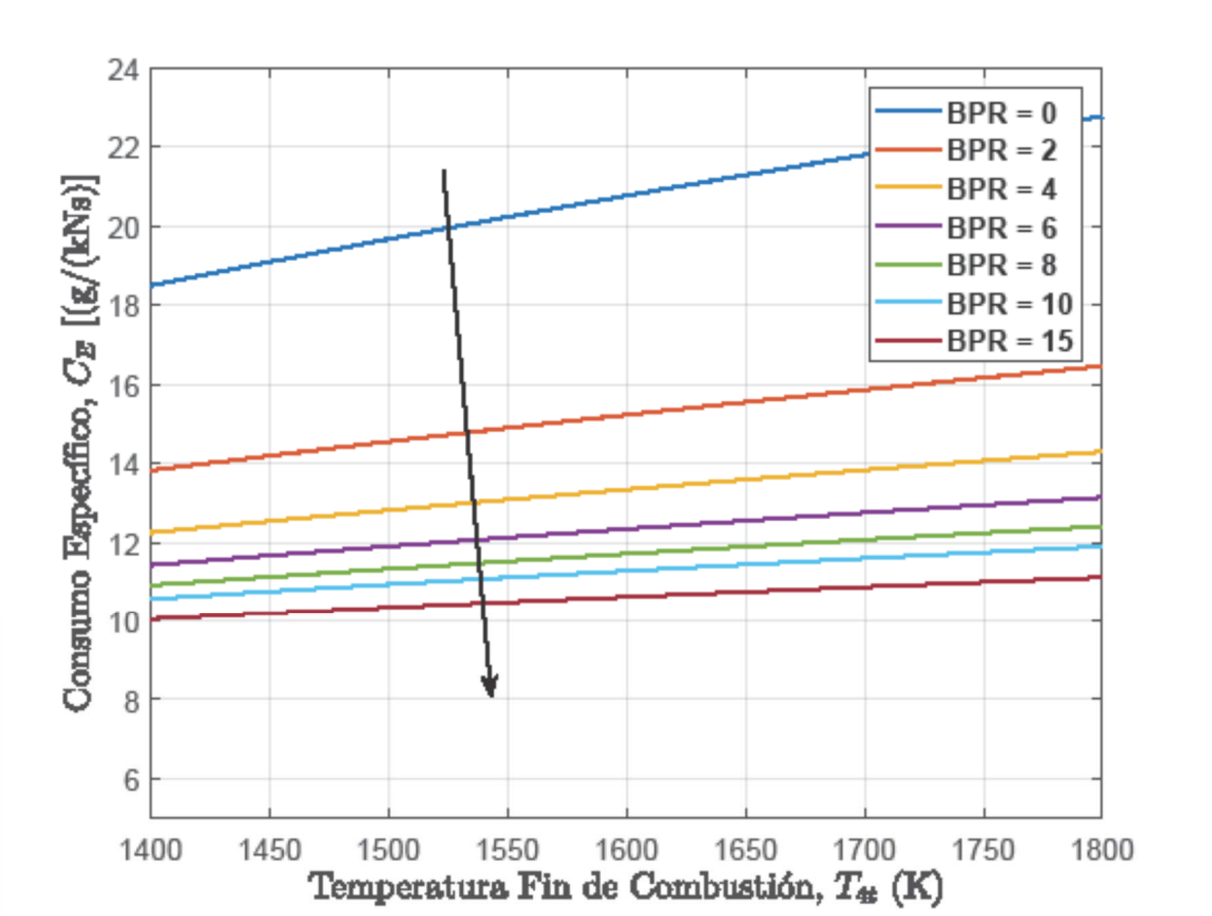 24
22
20
18
16
14
12
10
8
6
Consumo Específico, C_E [(g/(kNs)]
BPR = 0
BPR = 2
BPR = 4
BPR = 6
BPR = 8
BPR = 10
BPR = 15
1400 1450 1500 1550 1600 1650 1700 1750 1800
Temperatura Fin de Combustión, T_4t (K)